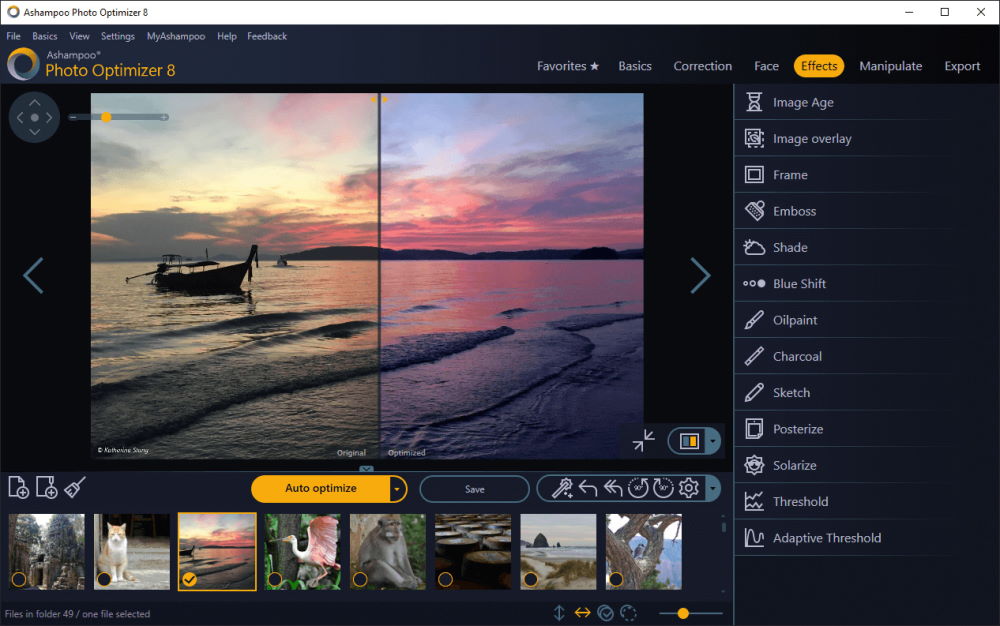 Ashampoo Photo Optimizer 8
File Basics View Settings MyAshampoo Help Feedback
Ashampoo®
Photo Optimizer 8
Favorites ★ Basics Correction Face Effects Manipulate Export
Image Age
Image overlay
Frame
Emboss
Shade
Blue Shift
Oilpaint
Charcoal
Sketch
Posterize
Solarize
Threshold
Adaptive Threshold
© Katherine Slong
Original Optimized
Auto optimize Save
90° 90°
Files in folder 49 / one file selected